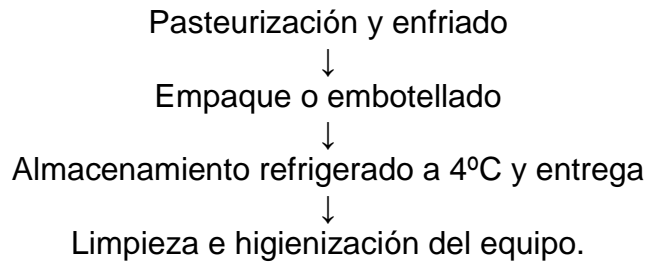 Pasteurización y enfriado
↓
Empaque o embotellado
↓
Almacenamiento refrigerado a 4ºC y entrega
↓
Limpieza e higienización del equipo.